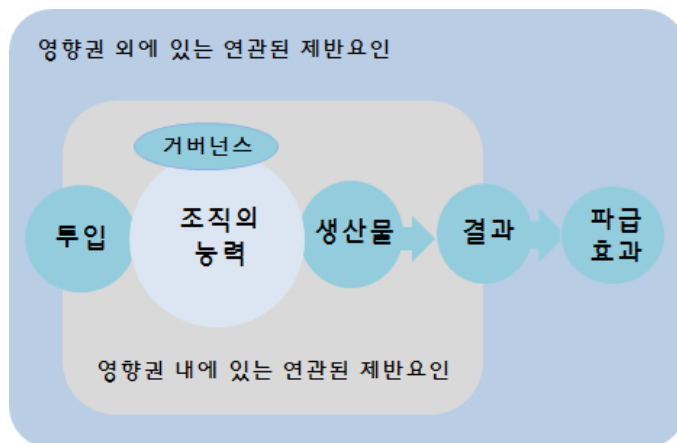 영향권 외에 있는 연관된 제반요인
거버넌스
투입
조직의
능력
생산물
결과
파급
효과
영향권 내에 있는 연관된 제반요인